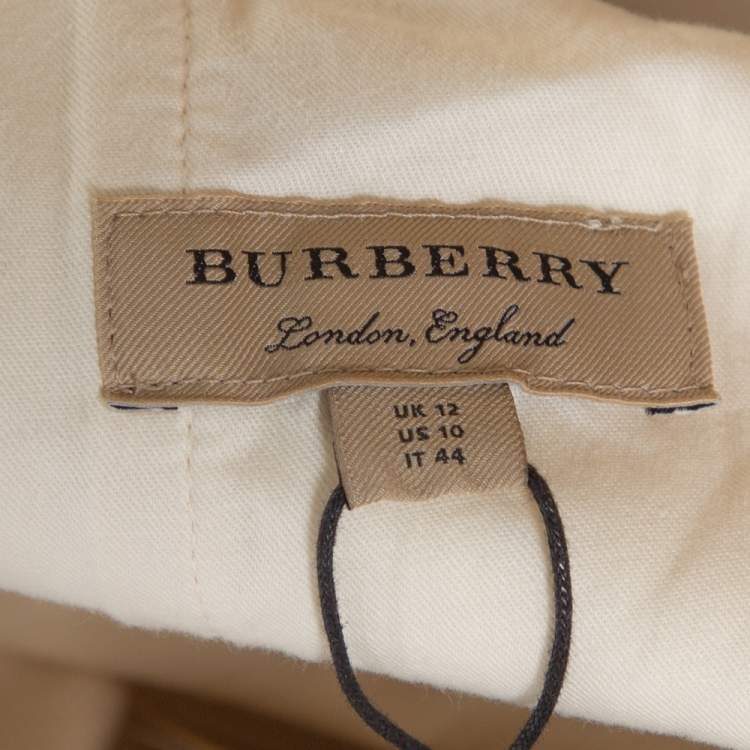 BURBERRY
London, England
UK 12
US 10
IT 44